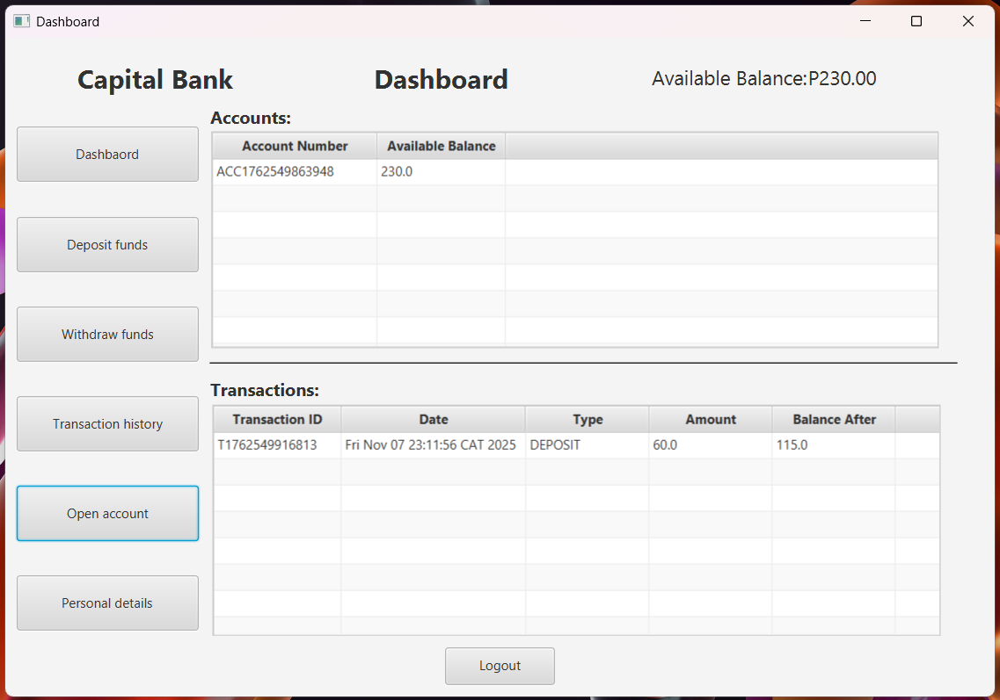 Dashboard
Capital Bank
Dashboard
Available Balance:P230.00
Accounts:
Account Number Available Balance
ACC1762549863948 230.0
Dashbaord
Deposit funds
Withdraw funds
Transaction history
Open account
Personal details
Transactions:
Transaction ID Date Type Amount Balance After
T1762549916813 Fri Nov 07 23:11:56 CAT 2025 DEPOSIT 60.0 115.0
Logout